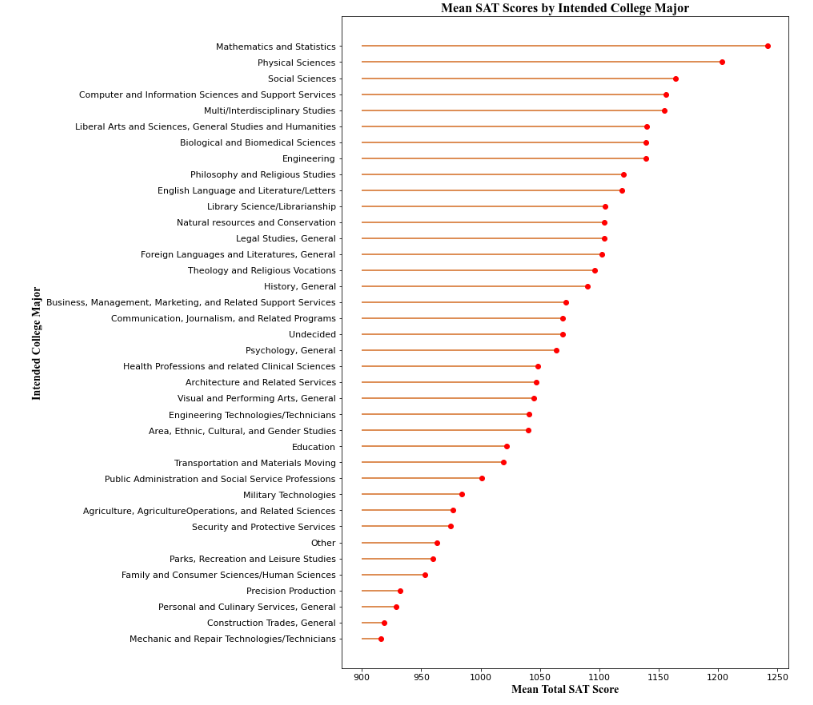 Mean SAT Scores by Intended College Major
Mathematics and Statistics
Physical Sciences
Social Sciences
Computer and Information Sciences and Support Services
Multi/Interdisciplinary Studies
Liberal Arts and Sciences, General Studies and Humanities
Biological and Biomedical Sciences
Engineering
Philosophy and Religious Studies
English Language and Literature/Letters
Library Science/Librarianship
Natural resources and Conservation
Legal Studies, General
Foreign Languages and Literatures, General
Theology and Religious Vocations
History, General
Business, Management, Marketing, and Related Support Services
Communication, Journalism, and Related Programs
Undecided
Psychology, General
Health Professions and related Clinical Sciences
Architecture and Related Services
Visual and Performing Arts, General
Engineering Technologies/Technicians
Area, Ethnic, Cultural, and Gender Studies
Education
Transportation and Materials Moving
Public Administration and Social Service Professions
Military Technologies
Agriculture, AgricultureOperations, and Related Sciences
Security and Protective Services
Other
Parks, Recreation and Leisure Studies
Family and Consumer Sciences/Human Sciences
Precision Production
Personal and Culinary Services, General
Construction Trades, General
Mechanic and Repair Technologies/Technicians
Intended College Major
900 950 1000 1050 1100 1150 1200 1250
Mean Total SAT Score